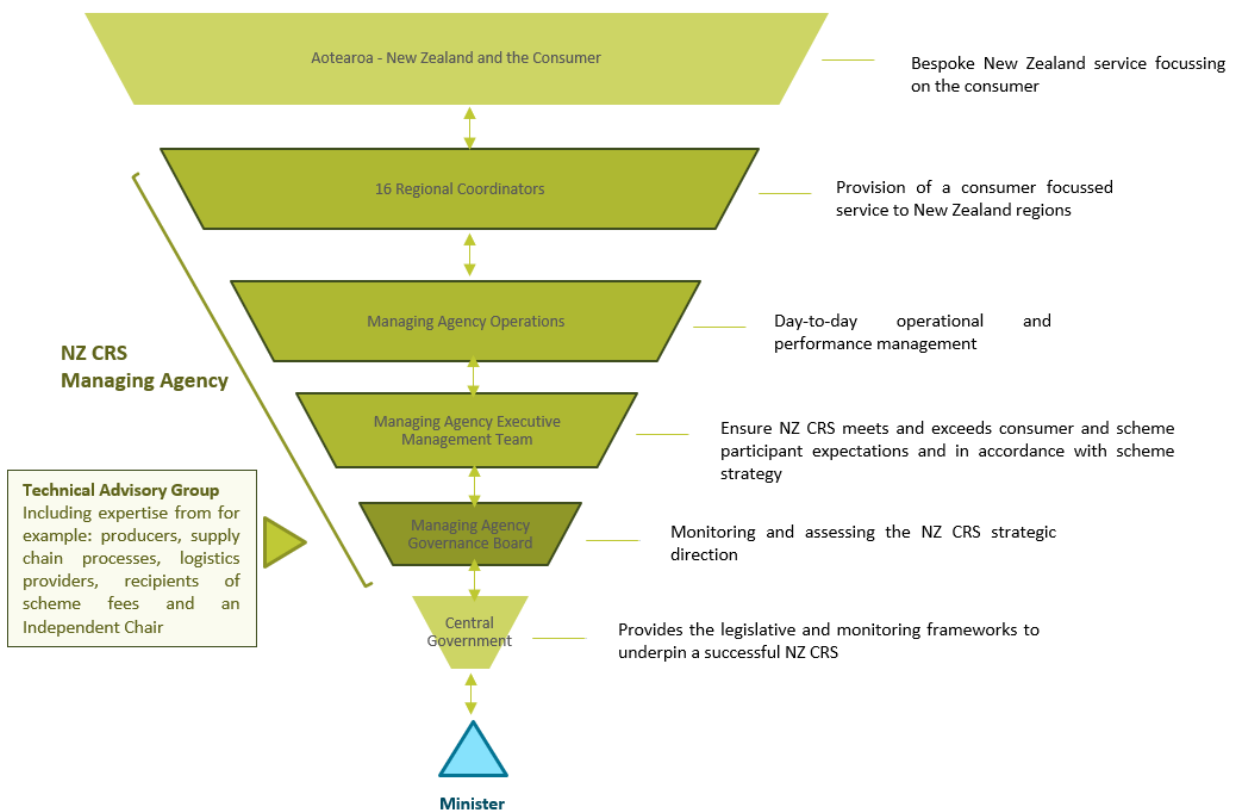 Aotearoa - New Zealand and the Consumer
Bespoke New Zealand service focussing
on the consumer
16 Regional Coordinators
Provision of a consumer focussed
service to New Zealand regions
Managing Agency Operations
Day-to-day operational and
performance management
NZ CRS
Managing Agency
Managing Agency Executive
Management Team
Ensure NZ CRS meets and exceeds consumer and scheme
participant expectations and in accordance with scheme
strategy
Technical Advisory Group
Including expertise from for
example: producers, supply
chain processes, logistics
providers, recipients of
scheme fees and an
Independent Chair
Managing Agency
Governance Board
Monitoring and assessing the NZ CRS strategic
direction
Central
Government
Provides the legislative and monitoring frameworks to
underpin a successful NZ CRS
Minister